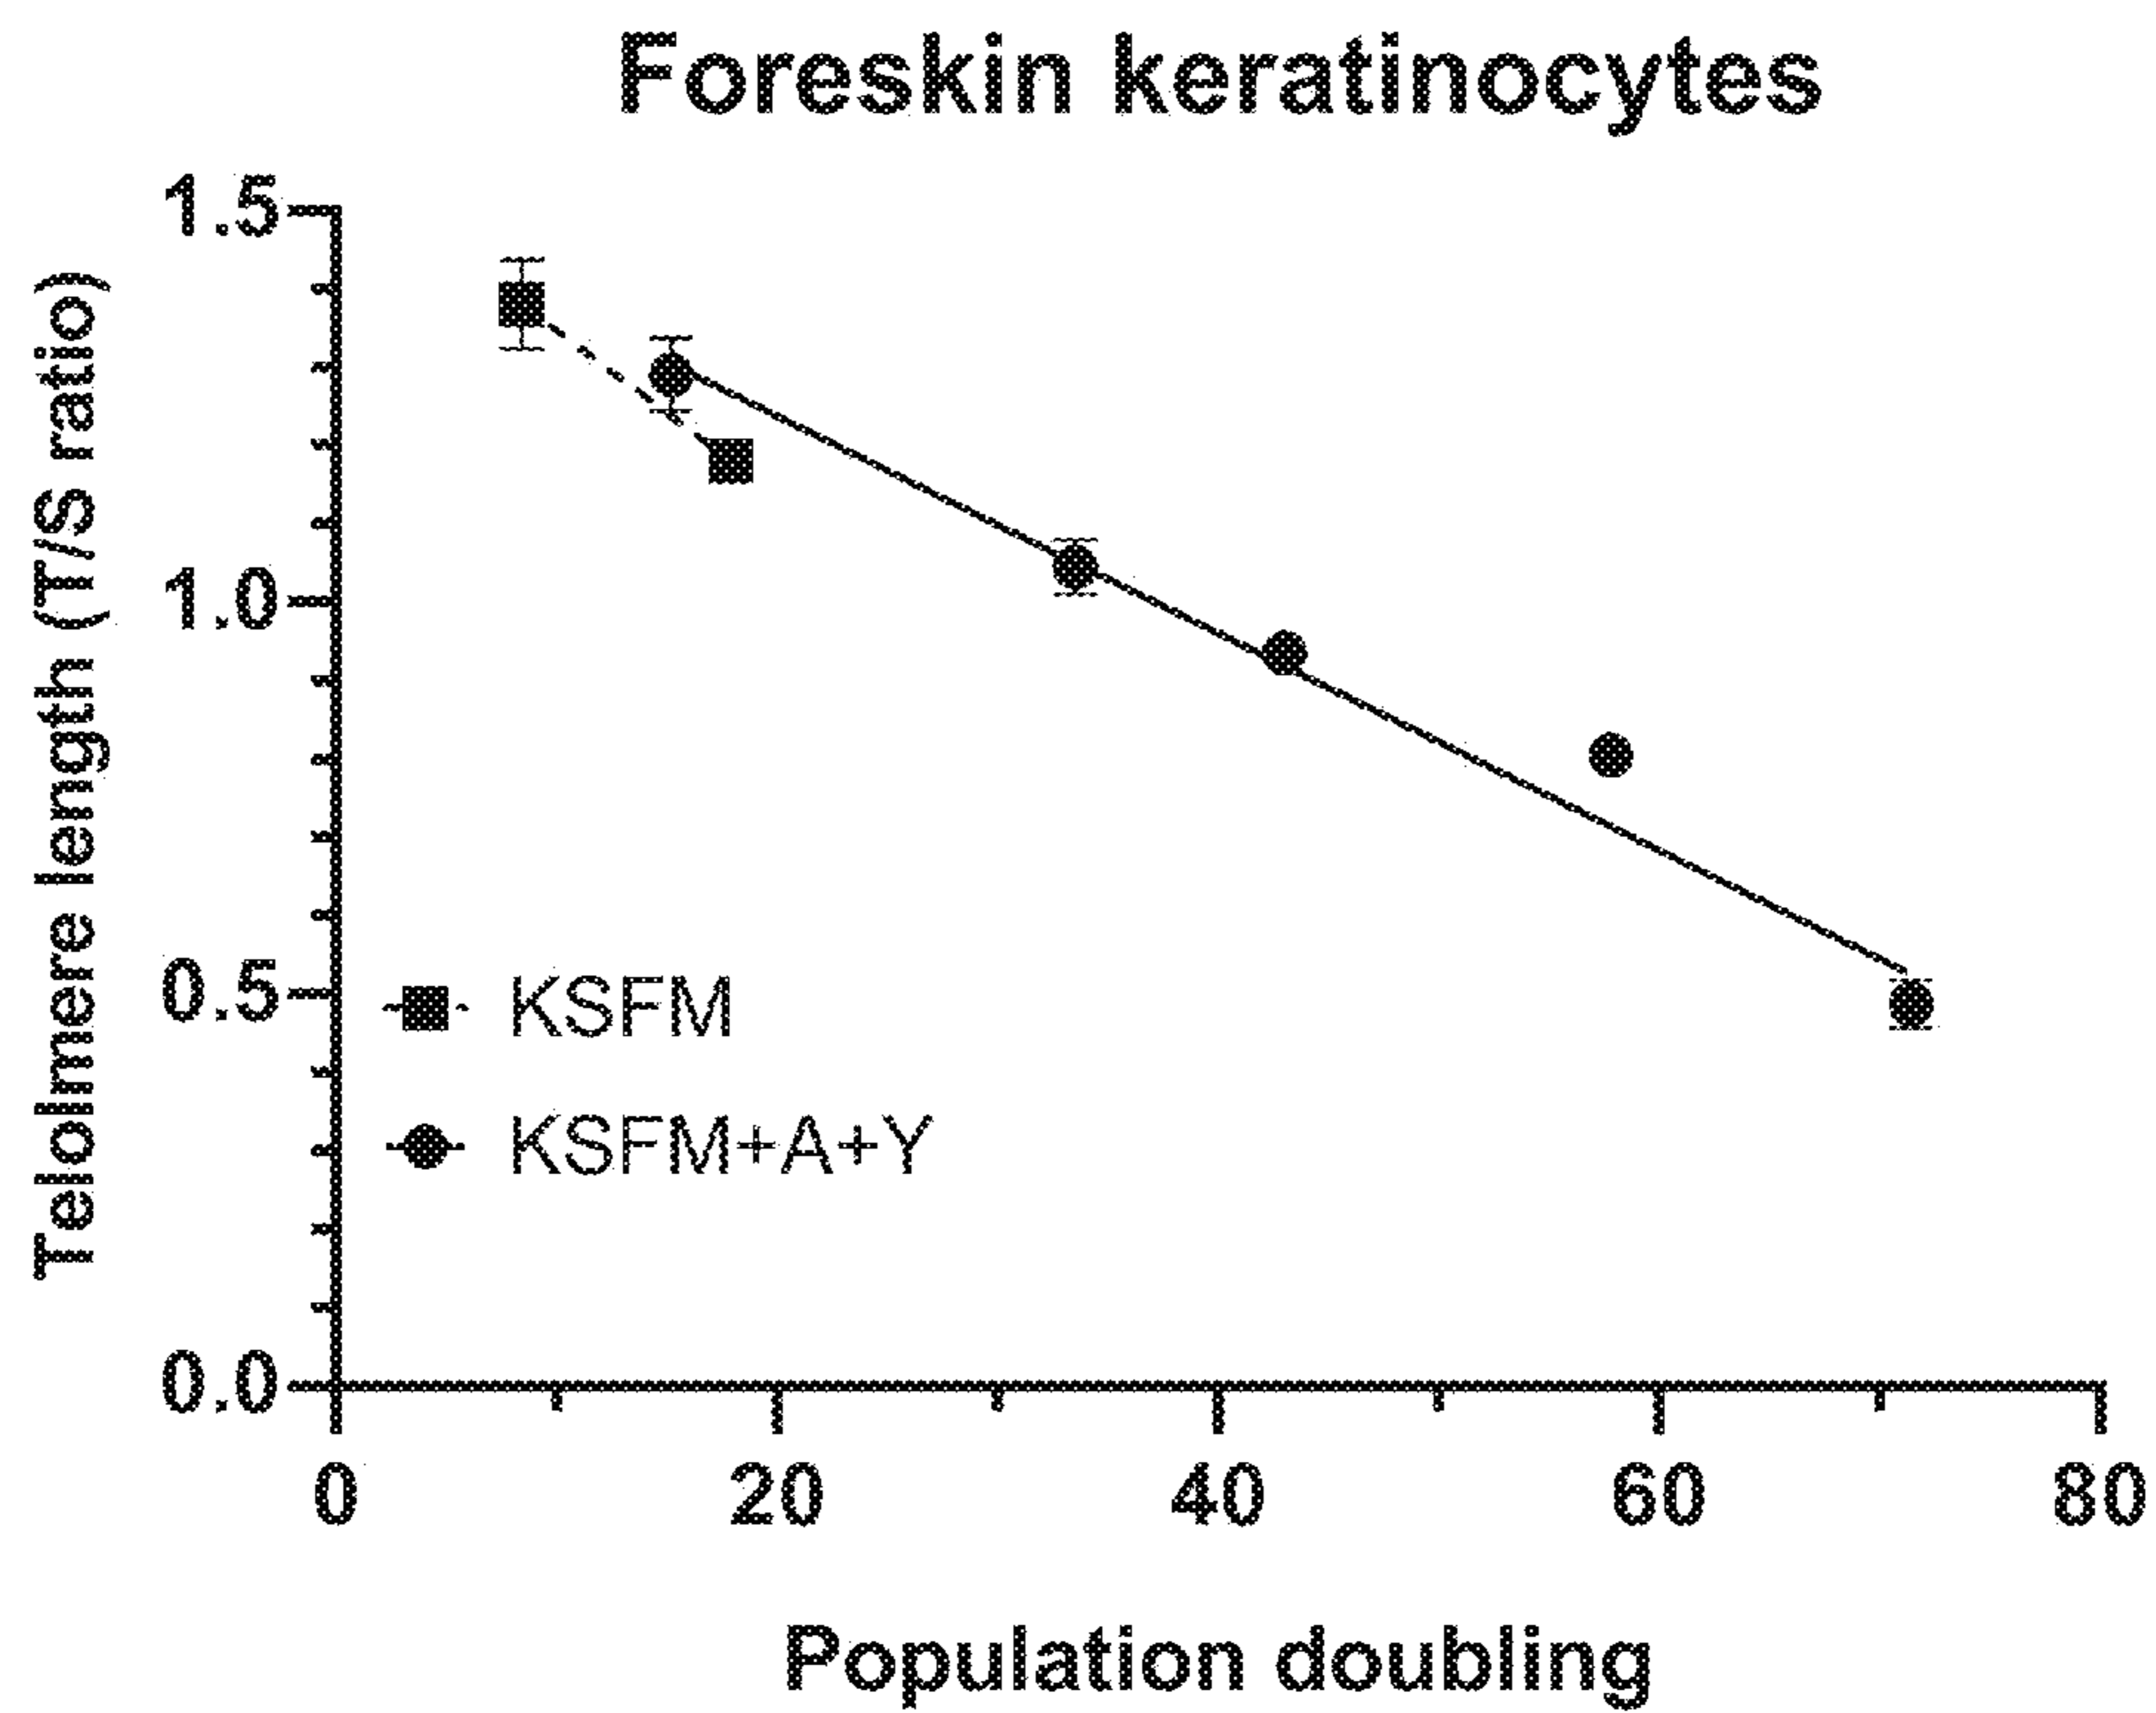 Foreskin keratinocytes
Telolmere length (T/S ratio)
1.5
1.0
0.5
0.0
KSFM
KSFM+A+Y
0 20 40 60 80
Population doubling